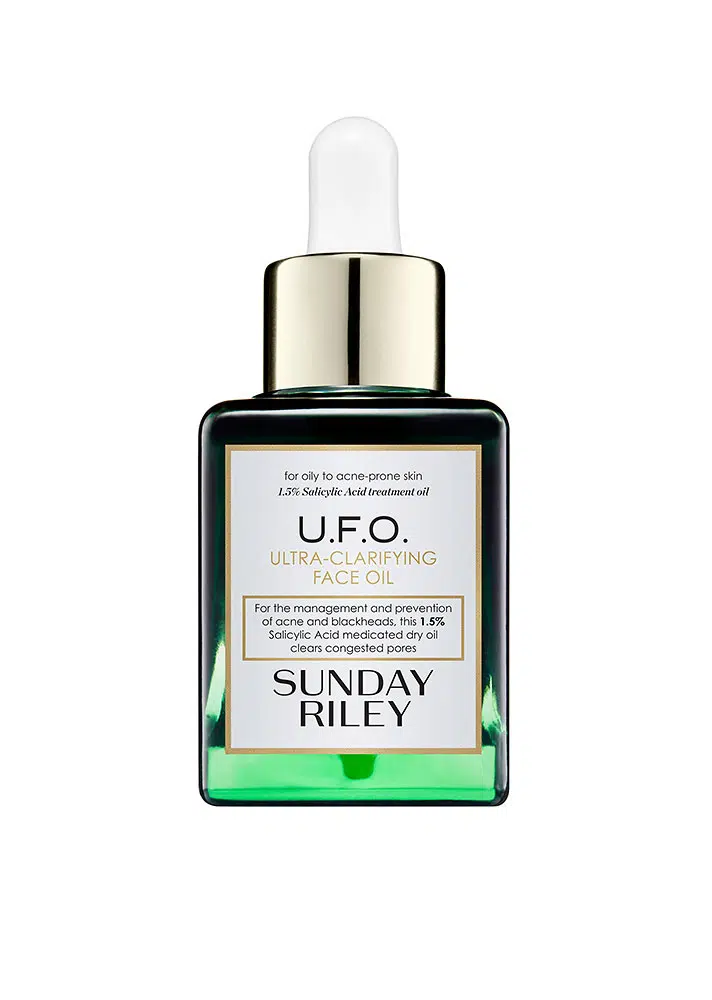 for oily to acne-prone skin
1.5% Salicylic Acid treatment oil
U.F.O.
ULTRA-CLARIFYING
FACE OIL
For the management and prevention
of acne and blackheads, this 1.5%
Salicylic Acid medicated dry oil
clears congested pores
SUNDAY
RILEY